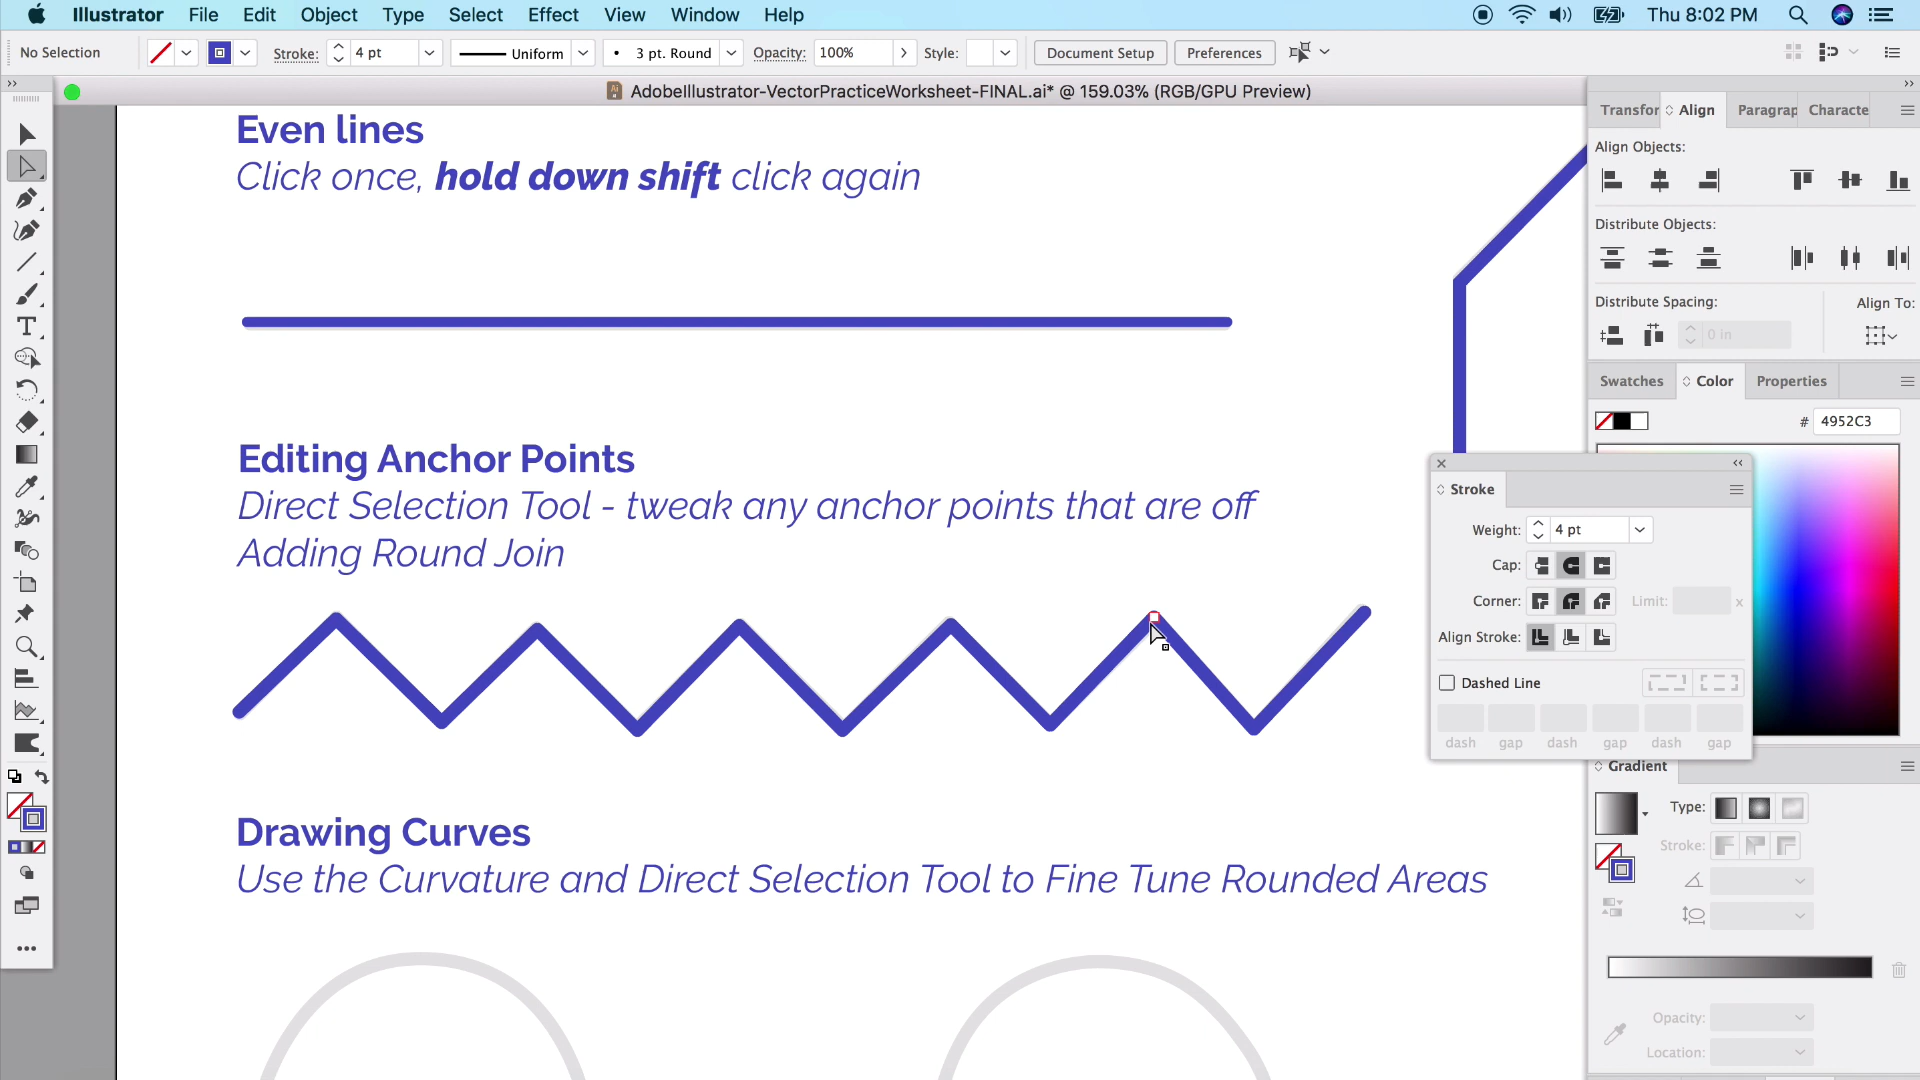 Illustrator File Edit Object Type Select Effect View Window Help Thu 8:02 PM
No Selection Stroke: 4 pt Uniform 3 pt. Round Opacity: 100% Style: Document Setup Preferences
AdobeIllustrator-VectorPracticeWorksheet-FINAL.ai* @ 159.03% (RGB/GPU Preview)
Transfor Align Paragrap Characte
Align Objects:
Distribute Objects:
Distribute Spacing: Align To:
0 in
Swatches Color Properties
# 4952C3
Even lines
Click once, hold down shift click again
Editing Anchor Points
Direct Selection Tool - tweak any anchor points that are off
Adding Round Join
Stroke
Weight: 4 pt
Cap:
Corner: Limit: x
Align Stroke:
Dashed Line
dash gap dash gap dash gap
Drawing Curves
Use the Curvature and Direct Selection Tool to Fine Tune Rounded Areas
Gradient
Type:
Stroke:
Opacity:
Location: